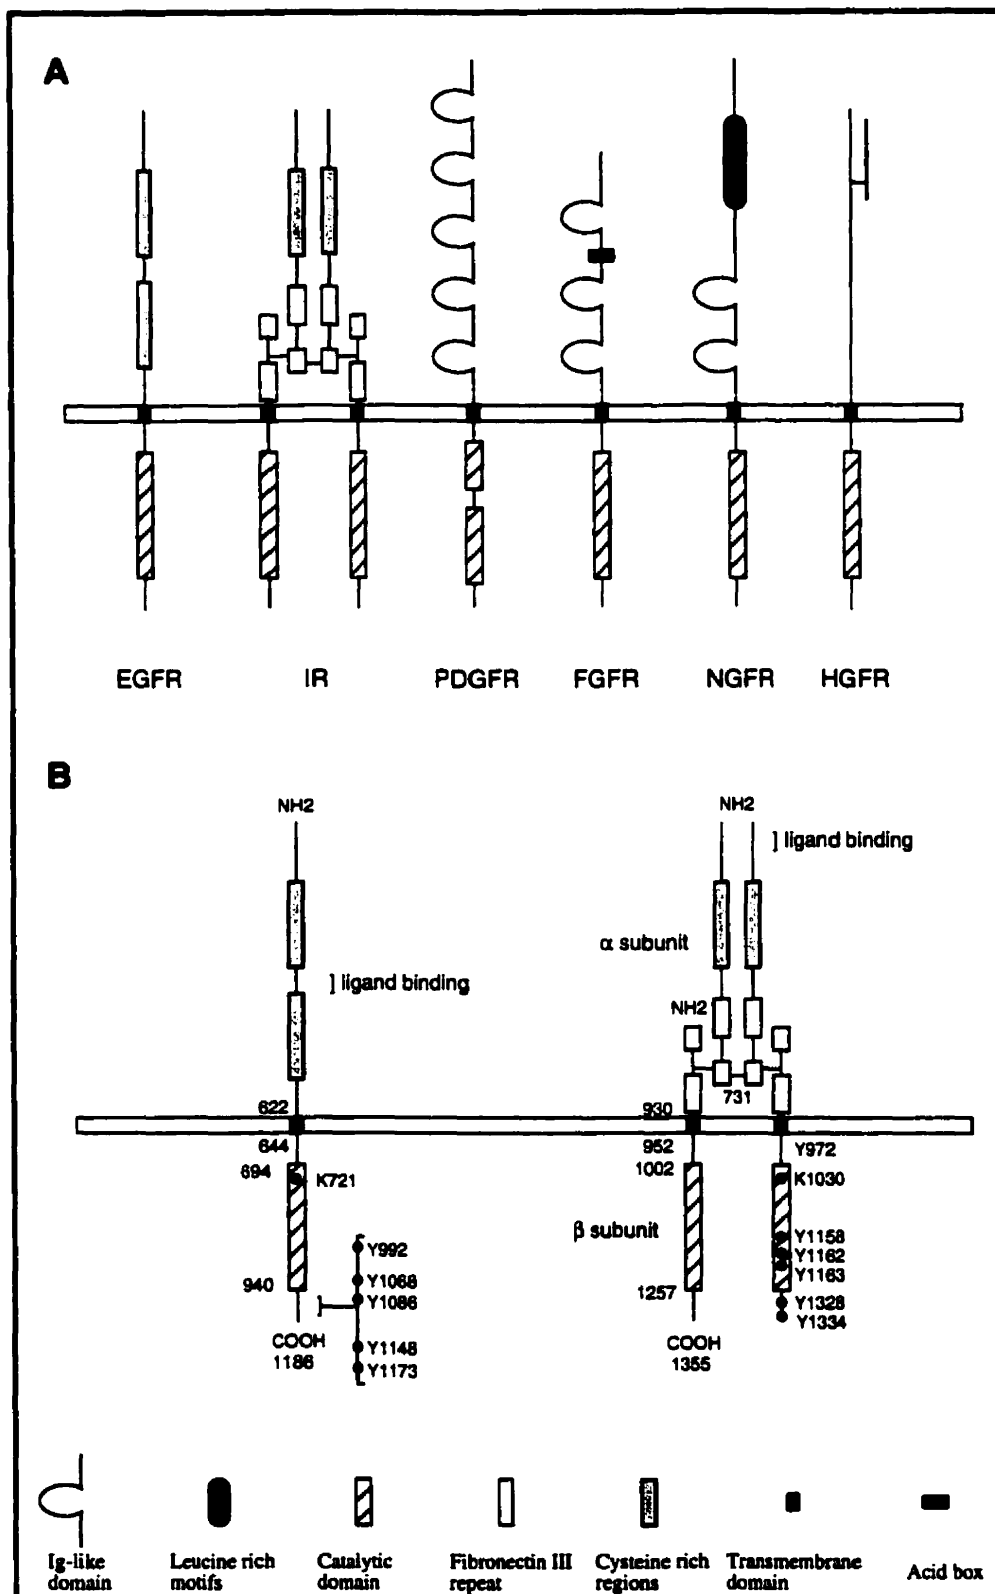 A
EGFR IR PDGFR FGFR NGFR HGFR
B
NH2 NH2
] ligand binding
α subunit
] ligand binding
NH2
731
622 930
644 952 Y972
694 K721 1002 K1030
β subunit
Y992 Y1158
Y1162
Y1068 Y1163
940 Y1086 1257 Y1328
Y1334
COOH Y1148 COOH
1186 1355
Y1173
Ig-like domain
Leucine rich motifs
Catalytic domain
Fibronectin III repeat
Cysteine rich regions
Transmembrane domain
Acid box